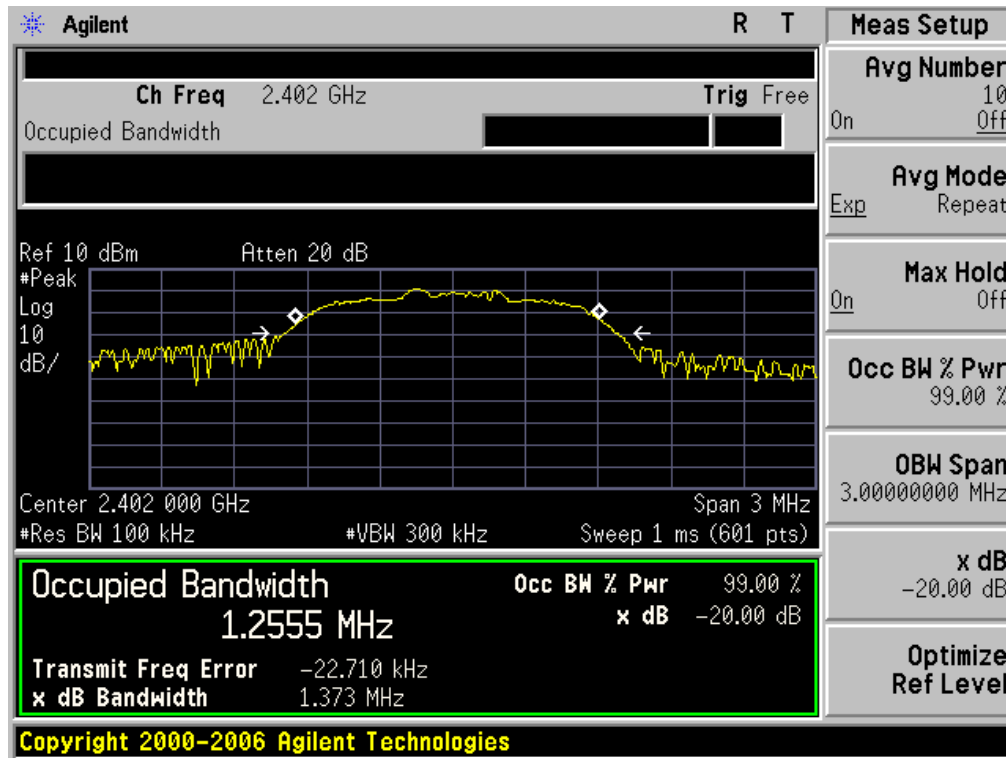 Agilent R T
Ch Freq 2.402 GHz Trig Free
Occupied Bandwidth
Ref 10 dBm Atten 20 dB
#Peak
Log
10
dB/
Center 2.402 000 GHz Span 3 MHz
#Res BW 100 kHz #VBW 300 kHz Sweep 1 ms (601 pts)
Occupied Bandwidth Occ BW % Pwr 99.00 %
1.2555 MHz x dB -20.00 dB
Transmit Freq Error -22.710 kHz
x dB Bandwidth 1.373 MHz
Copyright 2000-2006 Agilent Technologies
Meas Setup
Avg Number
10
On Off
Avg Mode
Exp Repeat
Max Hold
On Off
Occ BW % Pwr
99.00 %
OBW Span
3.00000000 MHz
x dB
-20.00 dB
Optimize
Ref Level